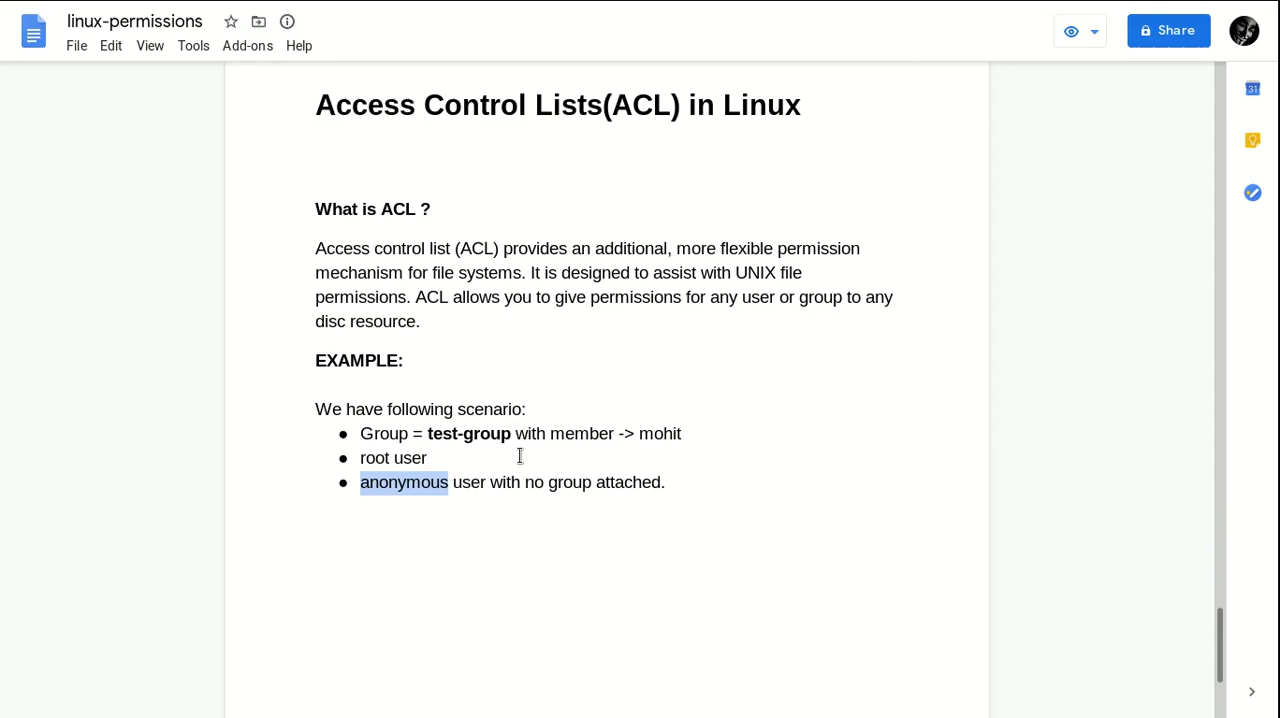 linux-permissions
File Edit View Tools Add-ons Help
Share
31
Access Control Lists(ACL) in Linux
What is ACL ?
Access control list (ACL) provides an additional, more flexible permission
mechanism for file systems. It is designed to assist with UNIX file
permissions. ACL allows you to give permissions for any user or group to any
disc resource.
EXAMPLE:
We have following scenario:
● Group = test-group with member -> mohit
● root user
● anonymous user with no group attached.